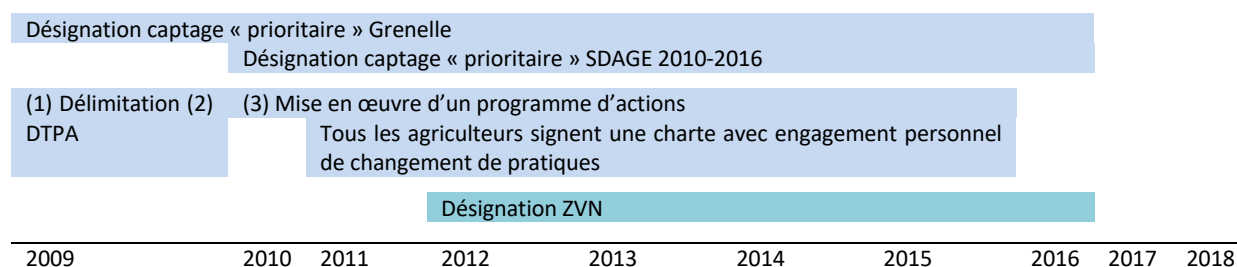 Désignation captage « prioritaire » Grenelle
Désignation captage « prioritaire » SDAGE 2010-2016
(1) Délimitation (2) (3) Mise en œuvre d’un programme d’actions
DTPA Tous les agriculteurs signent une charte avec engagement personnel
de changement de pratiques
Désignation ZVN
2009 2010 2011 2012 2013 2014 2015 2016 2017 2018